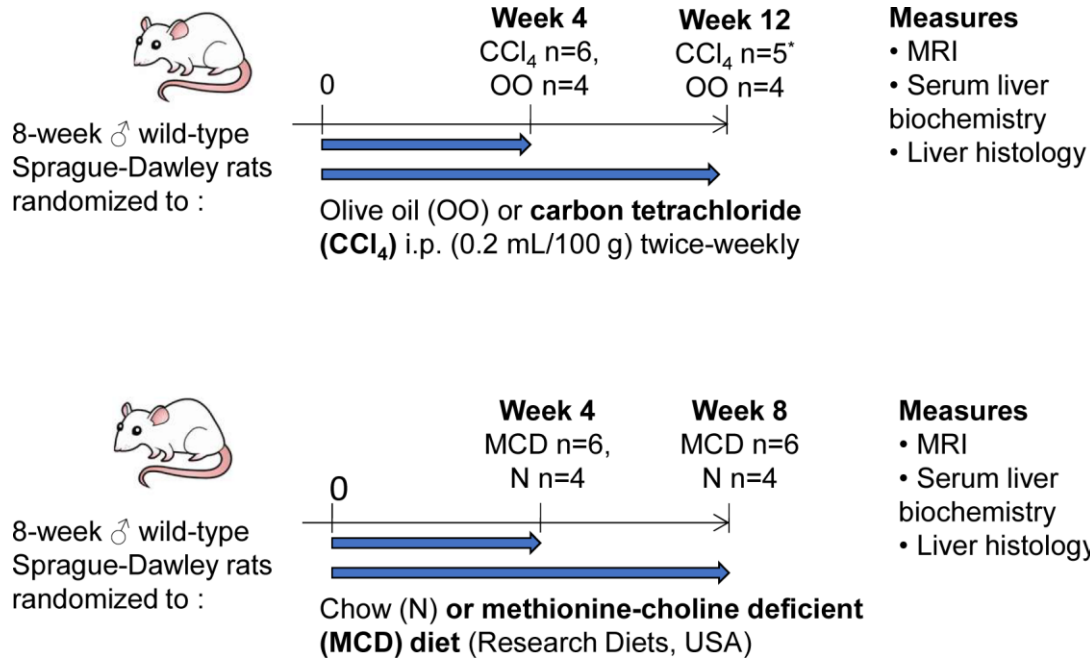 Week 4
CCl₄ n=6,
OO n=4
Week 12
CCl₄ n=5*
OO n=4
Measures
• MRI
• Serum liver
biochemistry
• Liver histology
0
8-week ♂ wild-type
Sprague-Dawley rats
randomized to :
Olive oil (OO) or carbon tetrachloride
(CCl₄) i.p. (0.2 mL/100 g) twice-weekly
Week 4
MCD n=6,
N n=4
Week 8
MCD n=6
N n=4
Measures
• MRI
• Serum liver
biochemistry
• Liver histology
0
8-week ♂ wild-type
Sprague-Dawley rats
randomized to :
Chow (N) or methionine-choline deficient
(MCD) diet (Research Diets, USA)